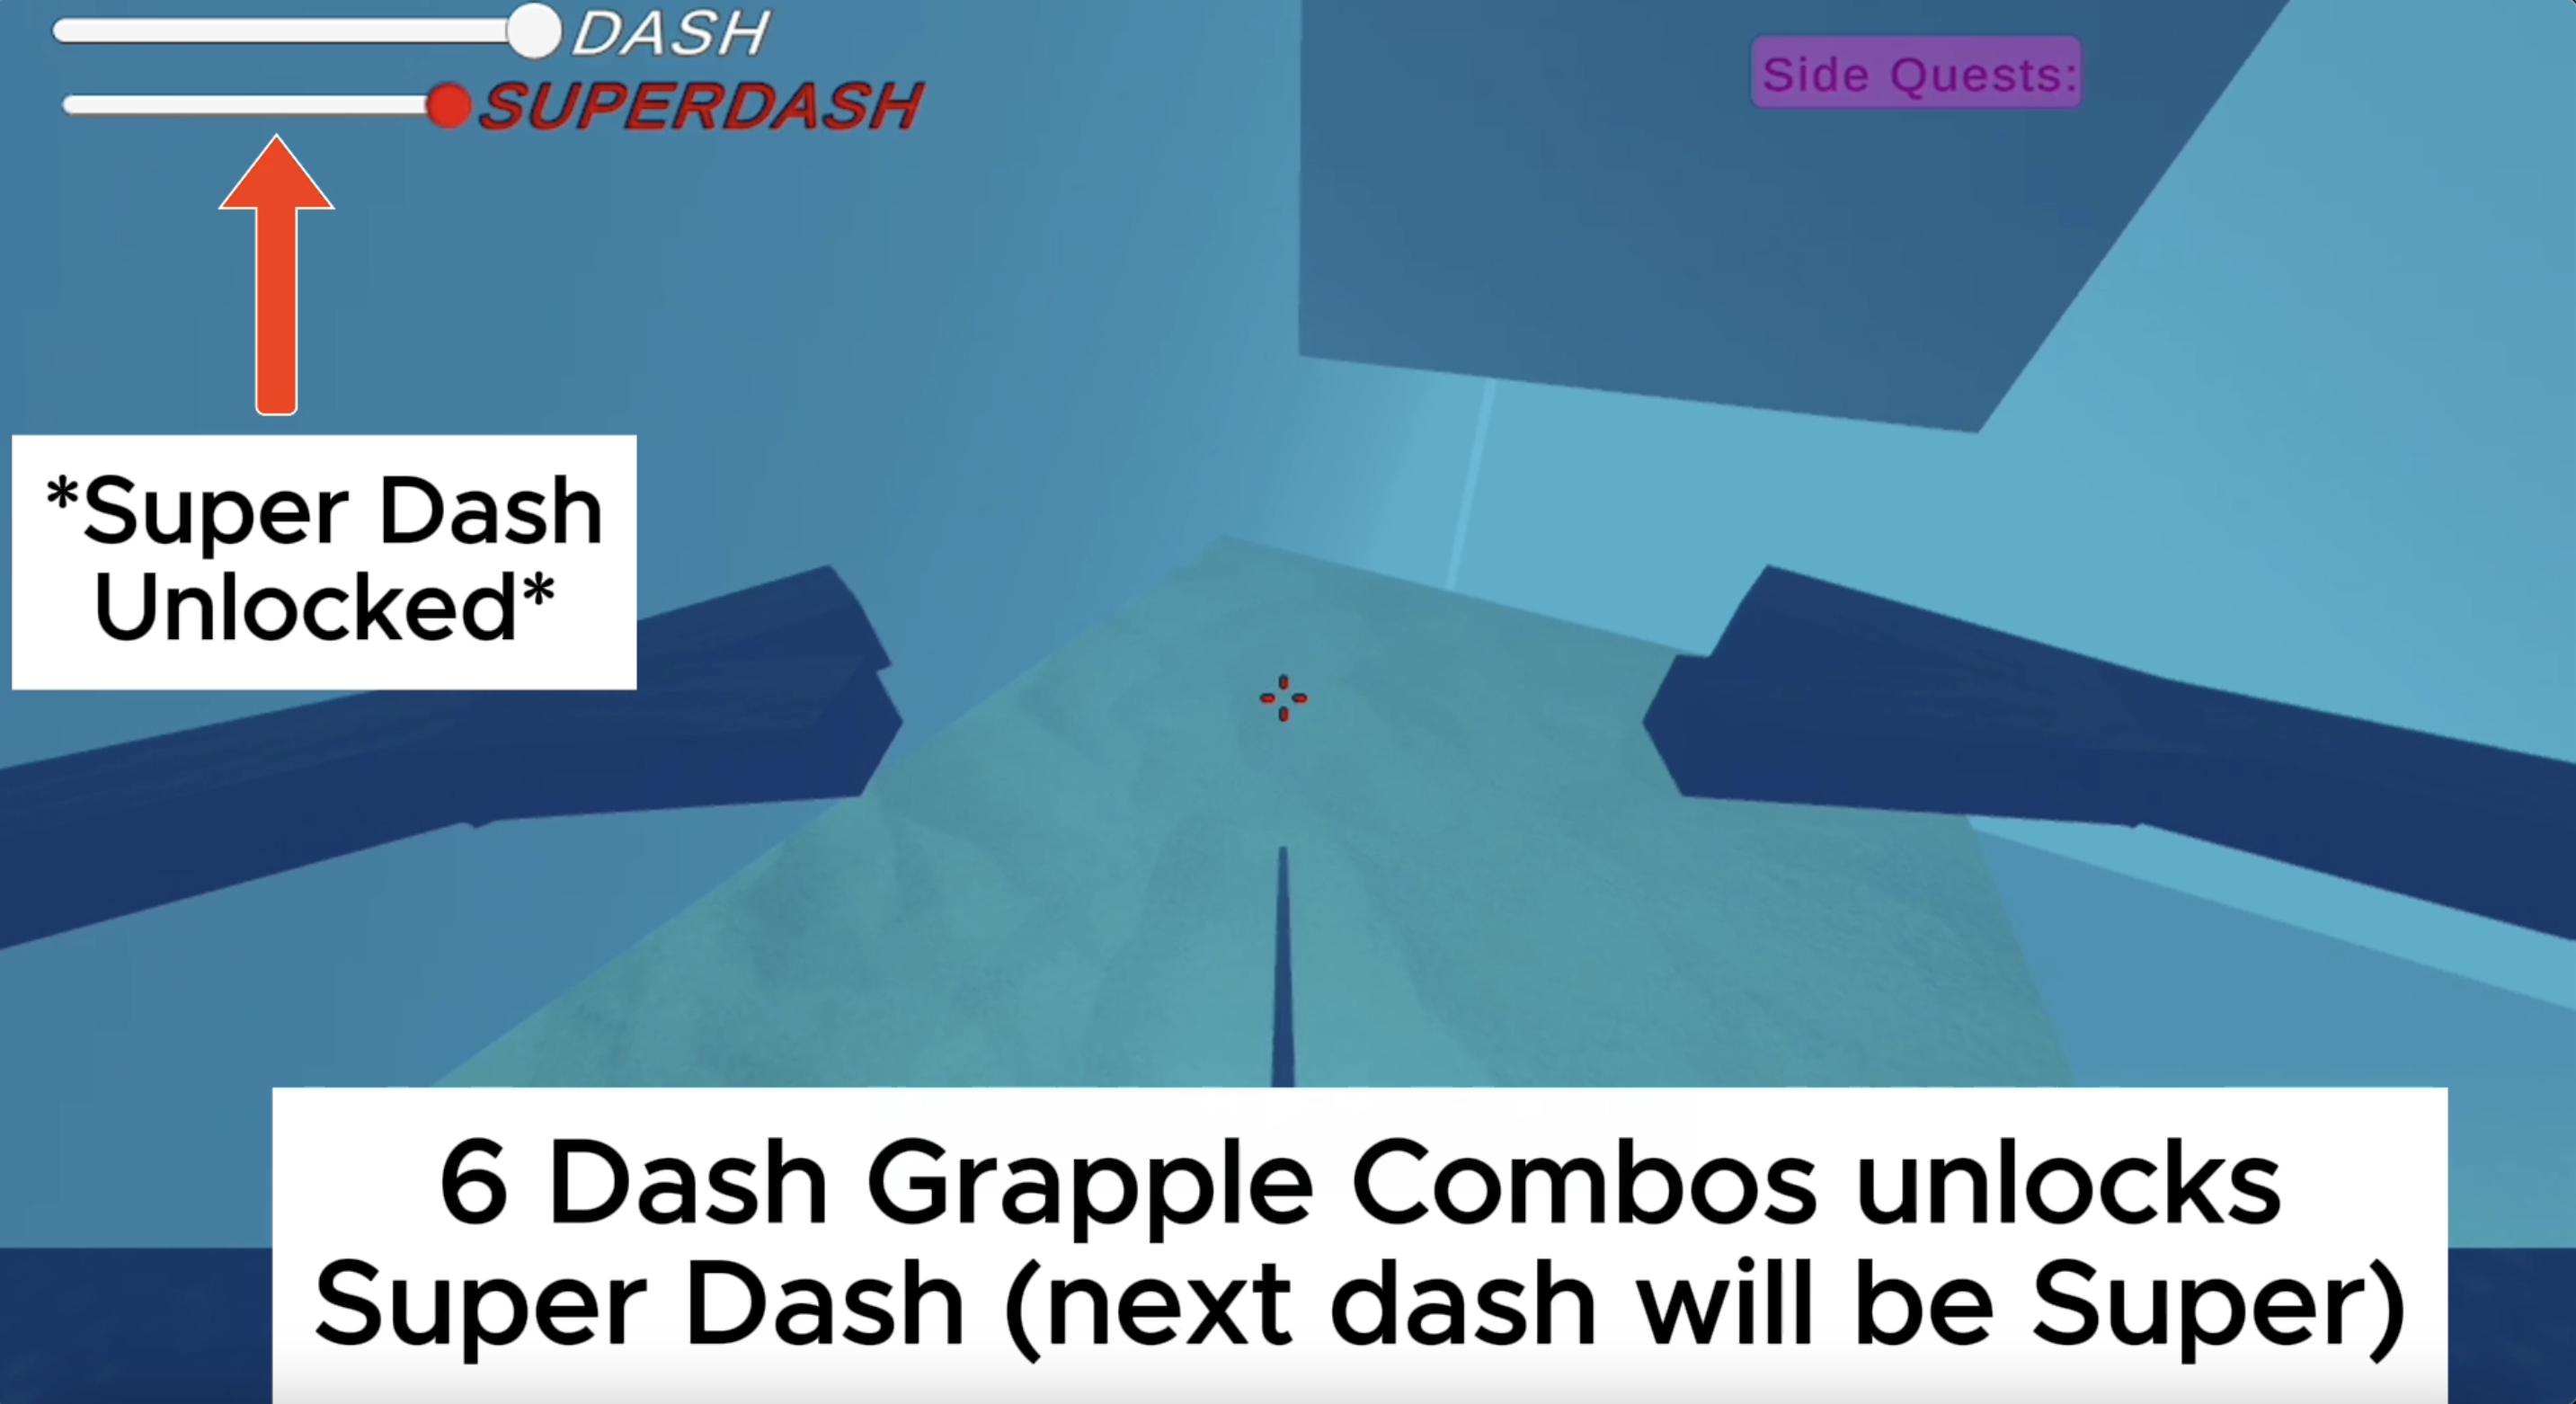 DASH
SUPERDASH
Side Quests:
*Super Dash
Unlocked*
6 Dash Grapple Combos unlocks
Super Dash (next dash will be Super)